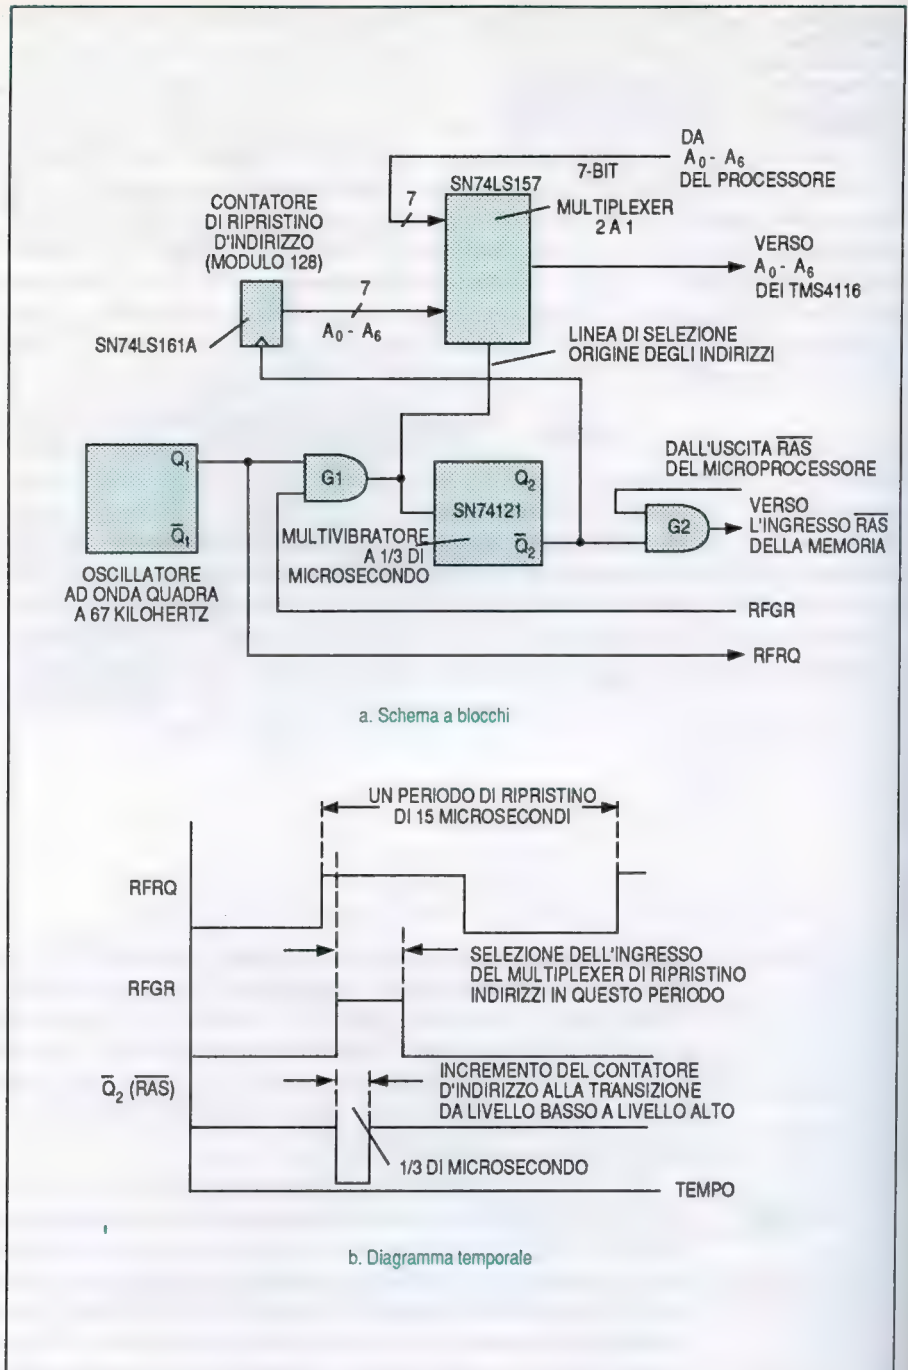 DA
A₀ - A₆
DEL PROCESSORE
7-BIT
SN74LS157
7
MULTIPLEXER
2 A 1
CONTATORE
DI RIPRISTINO
D'INDIRIZZO
(MODULO 128)
VERSO
A₀ - A₆
DEI TMS4116
7
A₀ - A₆
SN74LS161A
LINEA DI SELEZIONE
ORIGINE DEGLI INDIRIZZI
Q₁
Q̅₁
G1
Q₂
SN74121
Q̅₂
DALL'USCITA R̅A̅S̅
DEL MICROPROCESSORE
G2
VERSO
L'INGRESSO R̅A̅S̅
DELLA MEMORIA
MULTIVIBRATORE
A 1/3 DI
MICROSECONDO
OSCILLATORE
AD ONDA QUADRA
A 67 KILOHERTZ
RFGR
RFRQ
a. Schema a blocchi
UN PERIODO DI RIPRISTINO
DI 15 MICROSECONDI
RFRQ
SELEZIONE DELL'INGRESSO
DEL MULTIPLEXER DI RIPRISTINO
INDIRIZZI IN QUESTO PERIODO
RFGR
INCREMENTO DEL CONTATORE
D'INDIRIZZO ALLA TRANSIZIONE
DA LIVELLO BASSO A LIVELLO ALTO
Q̅₂ (R̅A̅S̅)
1/3 DI MICROSECONDO
TEMPO
b. Diagramma temporale